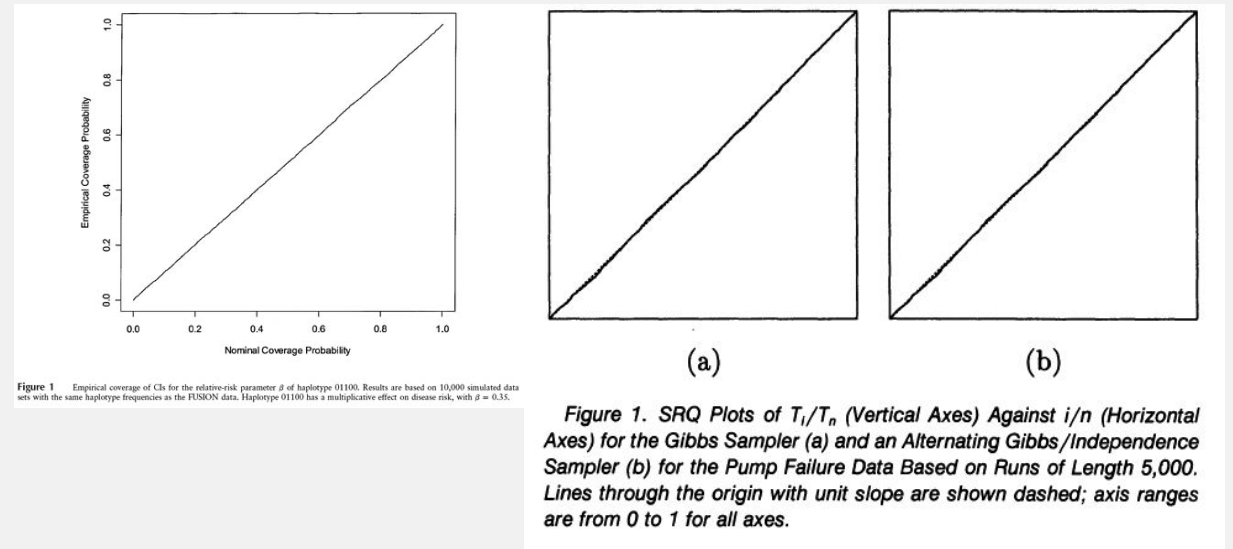 1.0
0.8
0.6
0.4
0.2
0.0
Empirical Coverage Probability
0.0 0.2 0.4 0.6 0.8 1.0
Nominal Coverage Probability
Figure 1 Empirical coverage of CIs for the relative-risk parameter β of haplotype 01100. Results are based on 10,000 simulated data
sets with the same haplotype frequencies as the FUSION data. Haplotype 01100 has a multiplicative effect on disease risk, with β = 0.35.
(a) (b)
Figure 1. SRQ Plots of Tᵢ/Tₙ (Vertical Axes) Against i/n (Horizontal
Axes) for the Gibbs Sampler (a) and an Alternating Gibbs/Independence
Sampler (b) for the Pump Failure Data Based on Runs of Length 5,000.
Lines through the origin with unit slope are shown dashed; axis ranges
are from 0 to 1 for all axes.